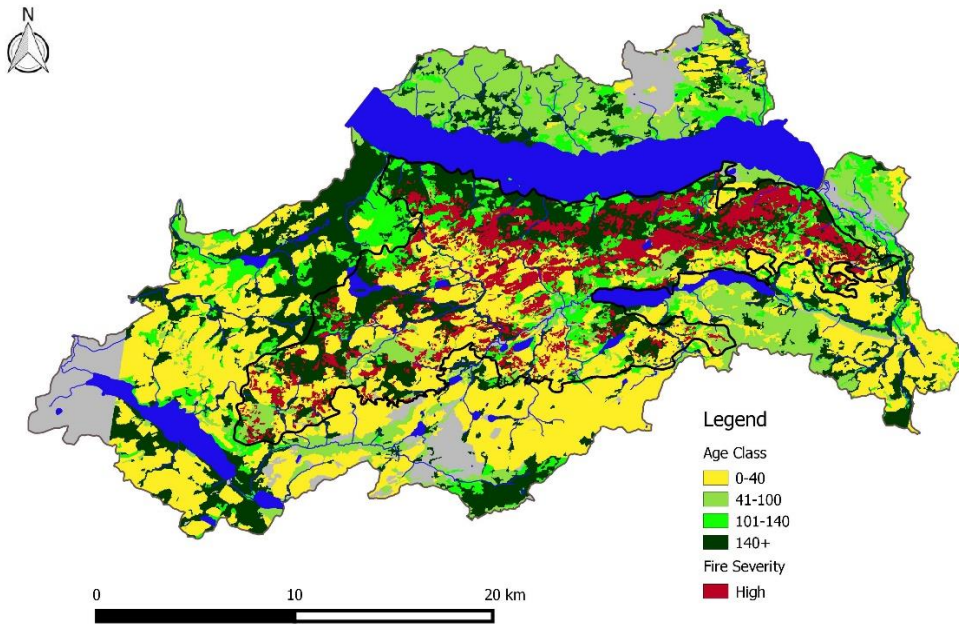 N
Legend
Age Class
0-40
41-100
101-140
140+
Fire Severity
High
0 10 20 km